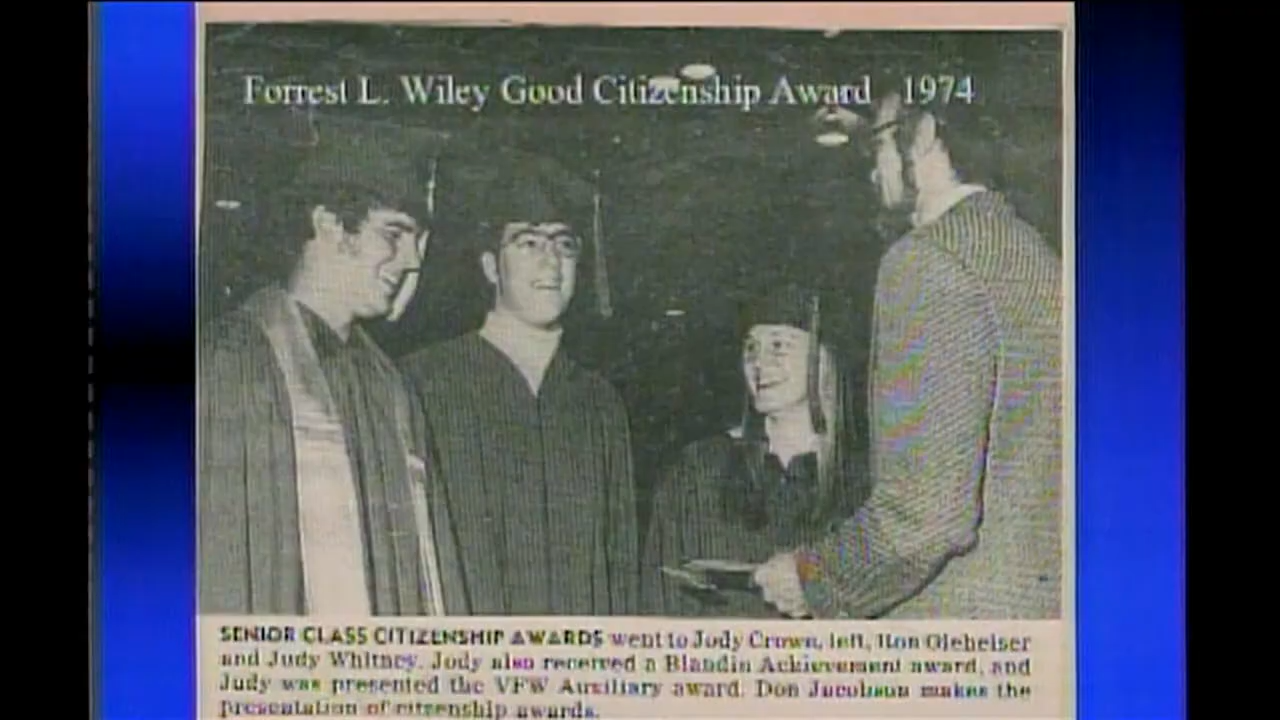 Forrest L. Wiley Good Citizenship Award 1974
SENIOR CLASS CITIZENSHIP AWARDS went to Jody Crown, left, Ron Gieheiser
and Judy Whitney. Jody also received a Blandin Achievement award, and
Judy was presented the VFW Auxiliary award. Don Jacobson makes the
presentation of citzenship awards.